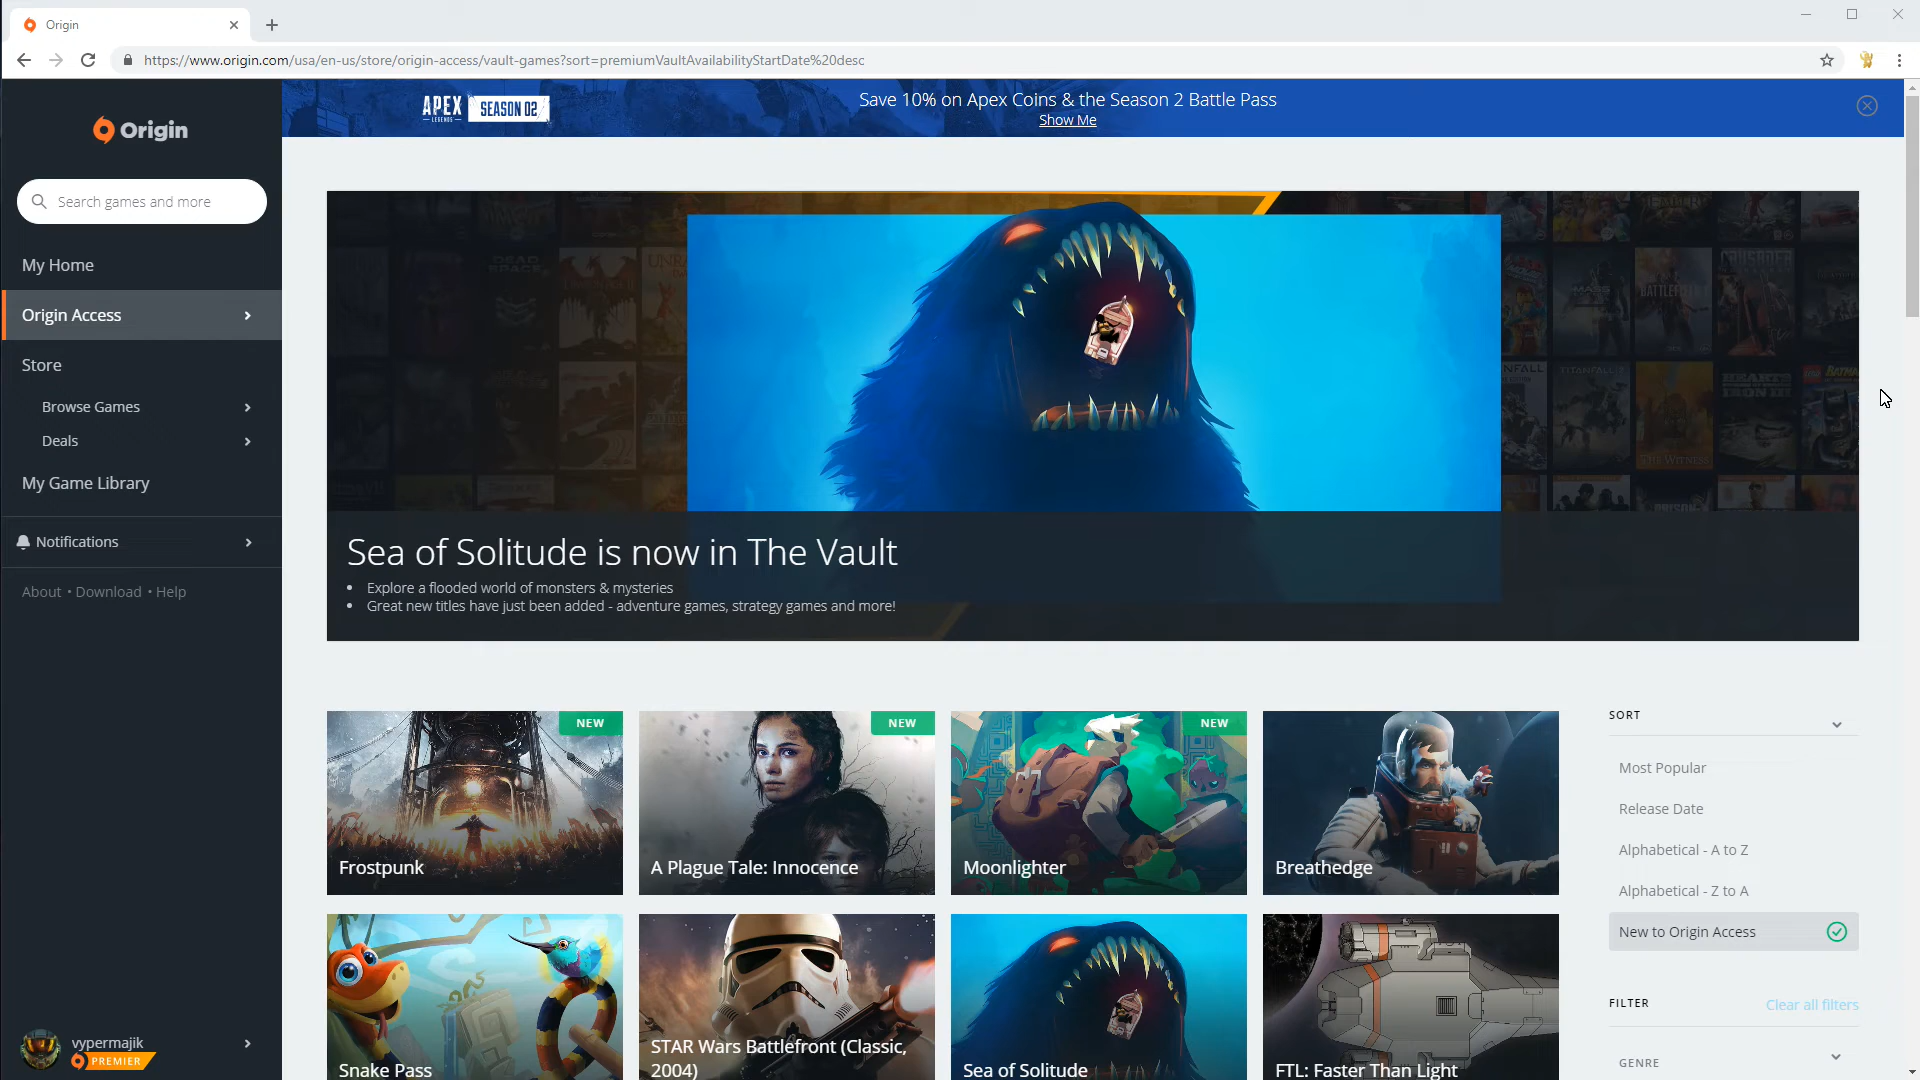 Origin
https://www.origin.com/usa/en-us/store/origin-access/vault-games?sort=premiumVaultAvailabilityStartDate%20desc
Origin
Search games and more
My Home
Origin Access
Store
Browse Games
Deals
My Game Library
Notifications
About • Download • Help
vypermajik
PREMIER
APEX
LEGENDS
SEASON 02
Save 10% on Apex Coins & the Season 2 Battle Pass
Show Me
DEAD SPACE
THE WITNESS
Sea of Solitude is now in The Vault
• Explore a flooded world of monsters & mysteries
• Great new titles have just been added - adventure games, strategy games and more!
NEW
Frostpunk
NEW
A Plague Tale: Innocence
NEW
Moonlighter
Breathedge
Snake Pass
STAR Wars Battlefront (Classic,
2004)
Sea of Solitude
FTL: Faster Than Light
SORT
Most Popular
Release Date
Alphabetical - A to Z
Alphabetical - Z to A
New to Origin Access
FILTER
Clear all filters
GENRE